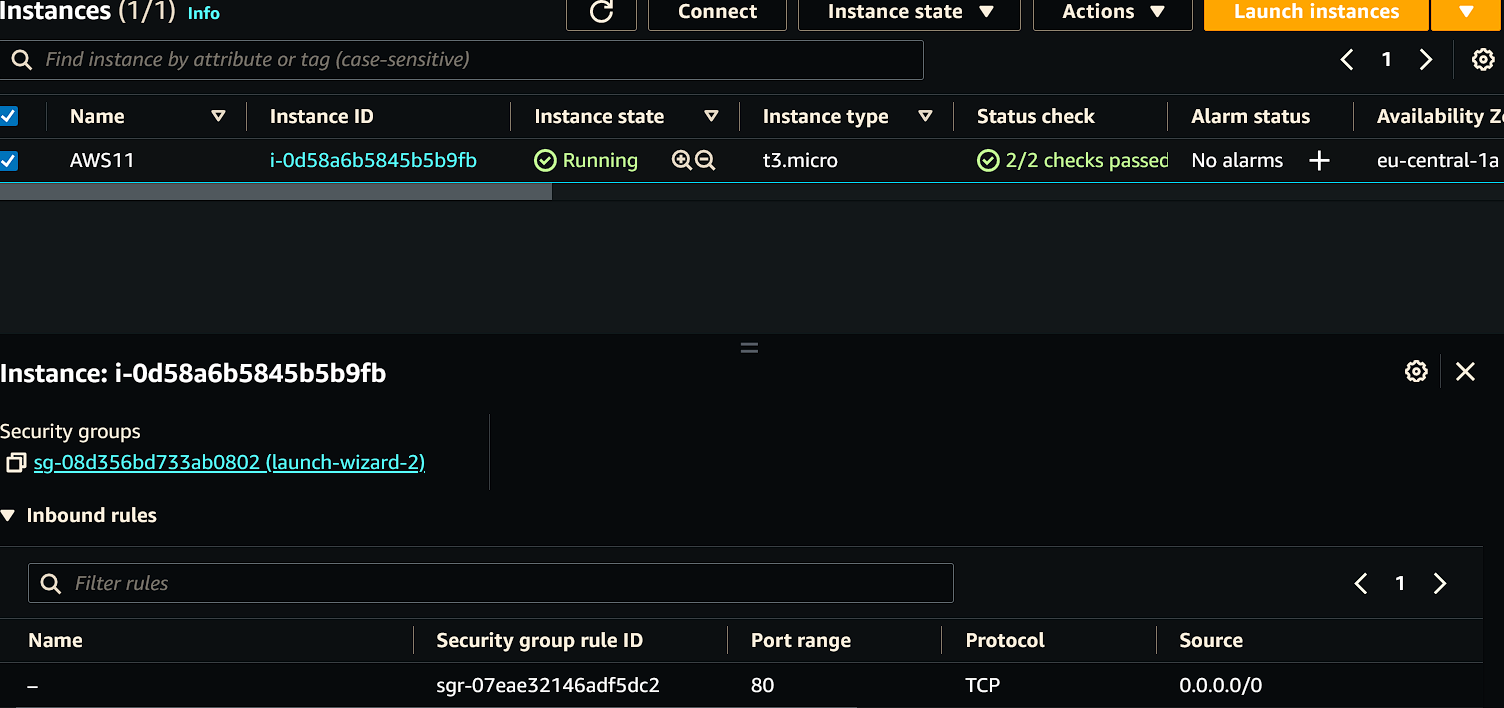 Instances (1/1) Info Connect Instance state Actions Launch instances
Find instance by attribute or tag (case-sensitive) 1
Name Instance ID Instance state Instance type Status check Alarm status Availability Zo
AWS11 i-0d58a6b5845b5b9fb Running t3.micro 2/2 checks passed No alarms + eu-central-1a
Instance: i-0d58a6b5845b5b9fb
Security groups
sg-08d356bd733ab0802 (launch-wizard-2)
Inbound rules
Filter rules 1
Name Security group rule ID Port range Protocol Source
– sgr-07eae32146adf5dc2 80 TCP 0.0.0.0/0